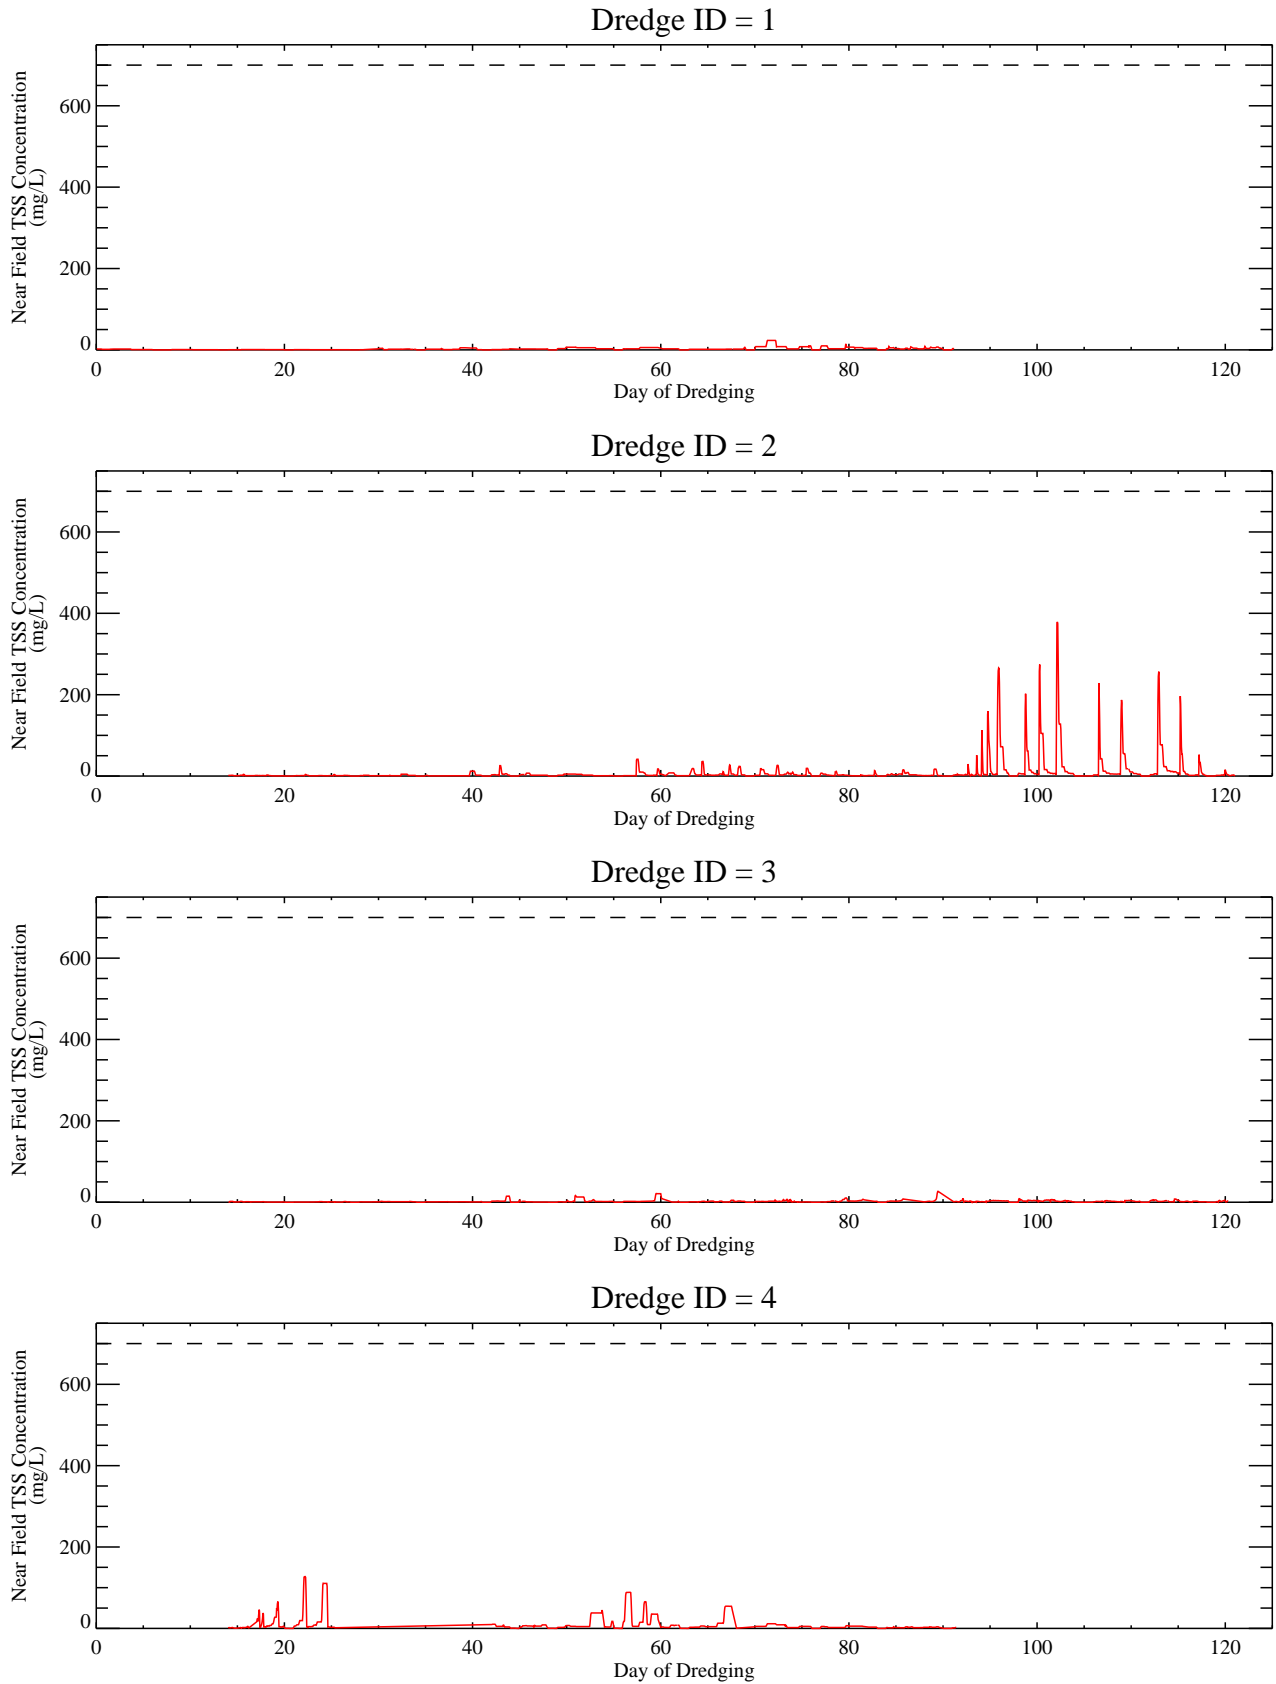 Dredge ID = 1
Near Field TSS Concentration
(mg/L)
600
400
200
0
0 20 40 60 80 100 120
Day of Dredging
Dredge ID = 2
Near Field TSS Concentration
(mg/L)
600
400
200
0
0 20 40 60 80 100 120
Day of Dredging
Dredge ID = 3
Near Field TSS Concentration
(mg/L)
600
400
200
0
0 20 40 60 80 100 120
Day of Dredging
Dredge ID = 4
Near Field TSS Concentration
(mg/L)
600
400
200
0
0 20 40 60 80 100 120
Day of Dredging